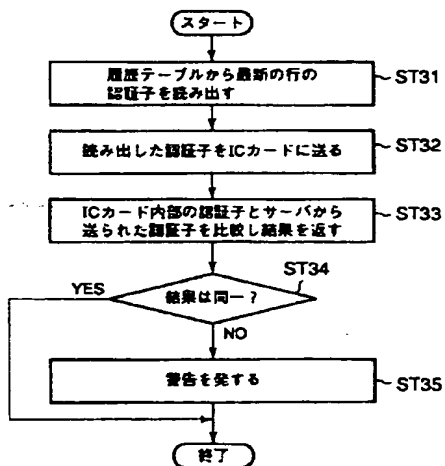 スタート
履歴テーブルから最新の行の
認証子を読み出す
ST31
読み出した認証子をICカードに送る
ST32
ICカード内部の認証子とサーバから
送られた認証子を比較し結果を返す
ST33
ST34
結果は同一?
YES
NO
警告を発する
ST35
終了